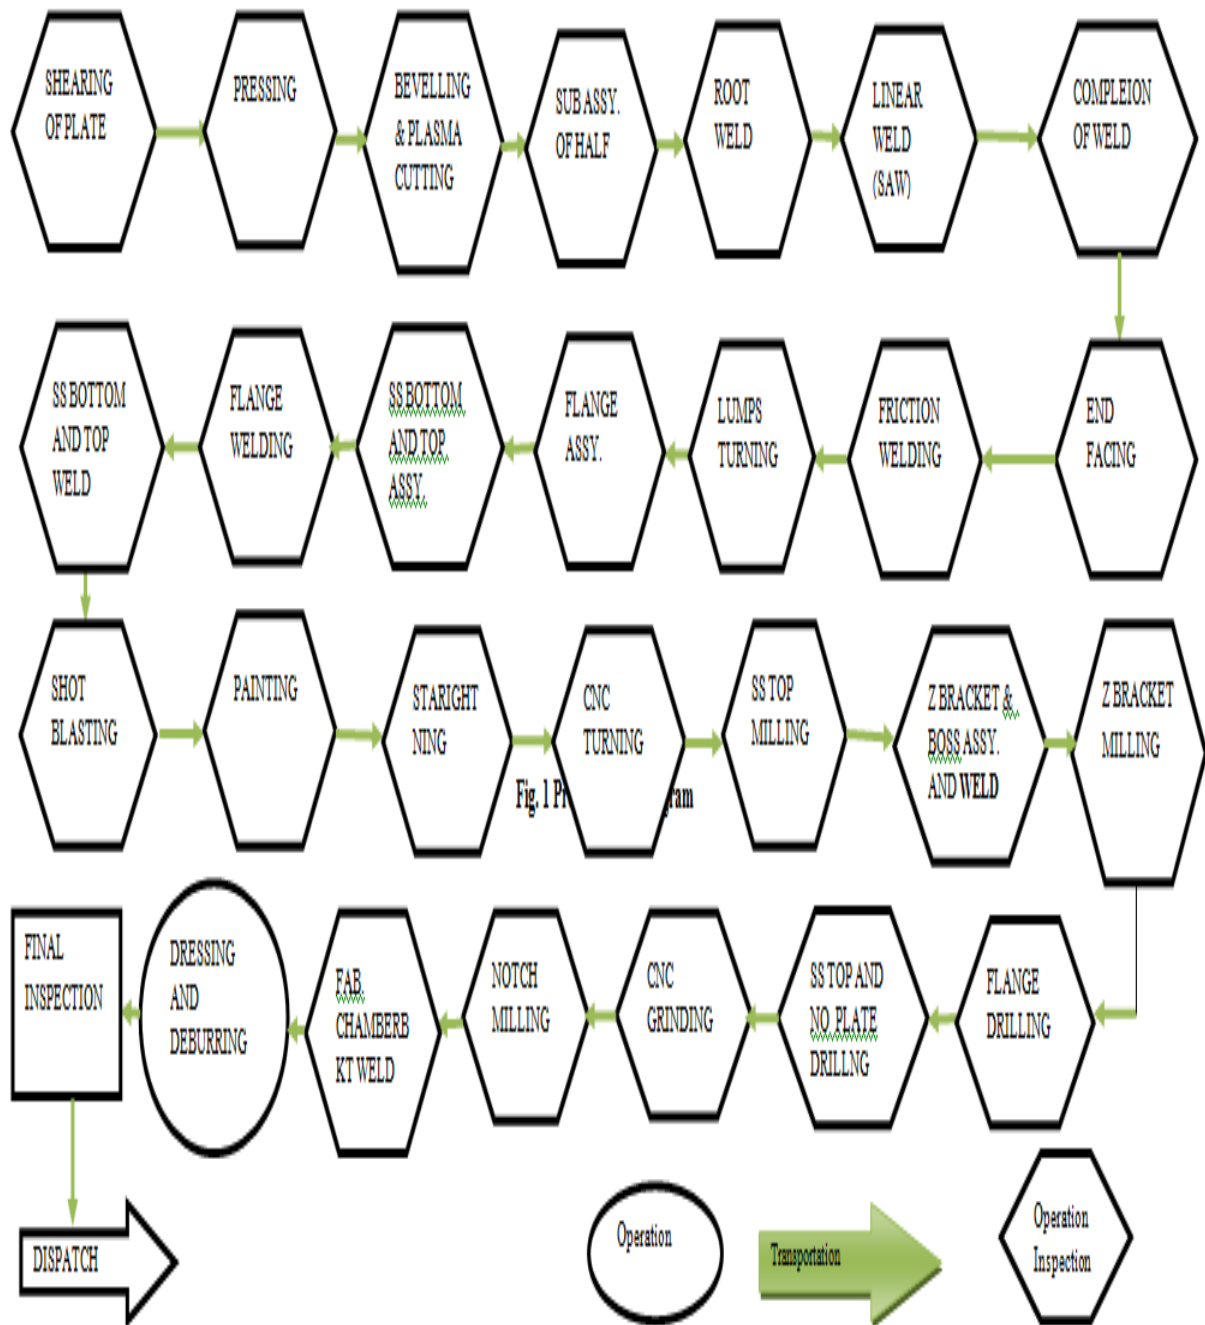 SHEARING
OF PLATE
PRESSING
BEVELLING
& PLASMA
CUTTING
SUB ASSY.
OF HALF
ROOT
WELD
LINEAR
WELD
(SAW)
COMPLEION
OF WELD
SS BOTTOM
AND TOP
WELD
FLANGE
WELDING
SS BOTTOM
AND TOP
ASSY.
FLANGE
ASSY.
LUMPS
TURNING
FRICTION
WELDING
END
FACING
SHOT
BLASTING
PAINTING
STARIGHT
NING
CNC
TURNING
SS TOP
MILLING
Z BRACKET &
BOSS ASSY.
AND WELD
Z BRACKET
MILLING
Fig. 1 Pr
ram
FINAL
INSPECTION
DRESSING
AND
DEBURRING
FAB.
CHAMBERB
KT WELD
NOTCH
MILLING
CNC
GRINDING
SS TOP AND
NO PLATE
DRILLNG
FLANGE
DRILLING
DISPATCH
Operation
Transportation
Operation
Inspection